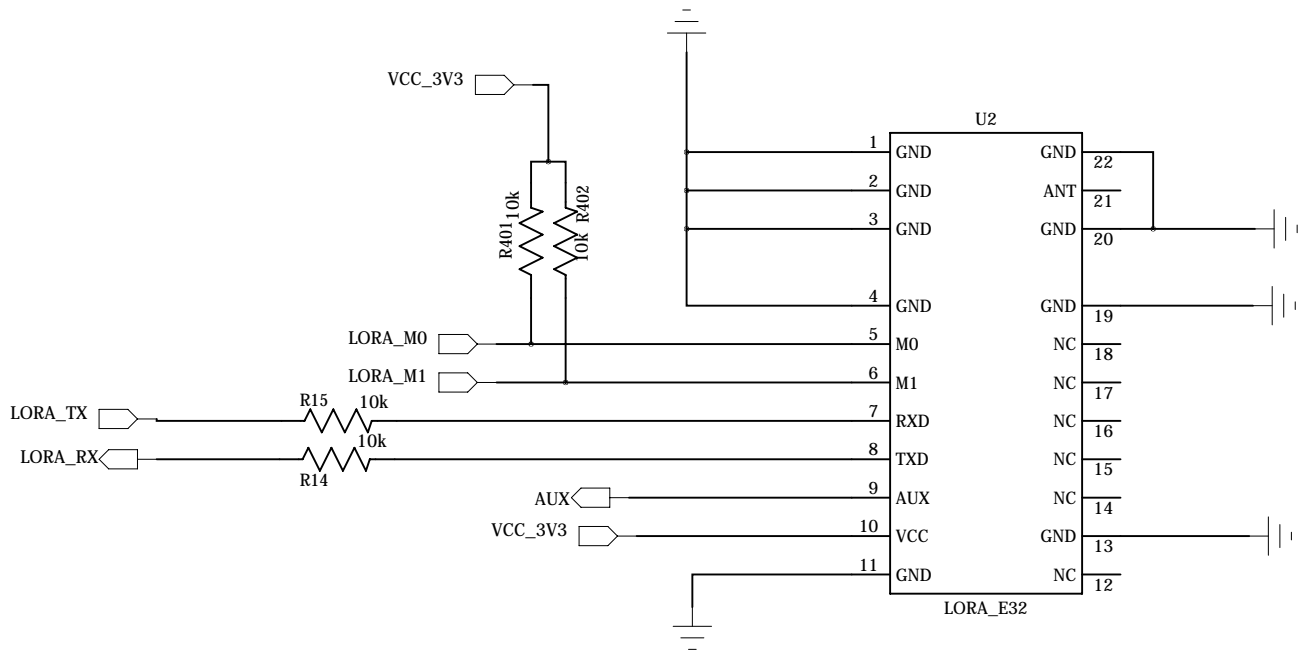 VCC_3V3
U2
1 GND GND 22
2 GND ANT 21
3 GND GND 20
R401 10k 10k R402
4 GND GND 19
LORA_M0 5 M0 NC 18
LORA_M1 6 M1 NC 17
R15 10k
LORA_TX 7 RXD NC 16
10k
LORA_RX 8 TXD NC 15
R14
AUX 9 AUX NC 14
VCC_3V3 10 VCC GND 13
11 GND NC 12
LORA_E32